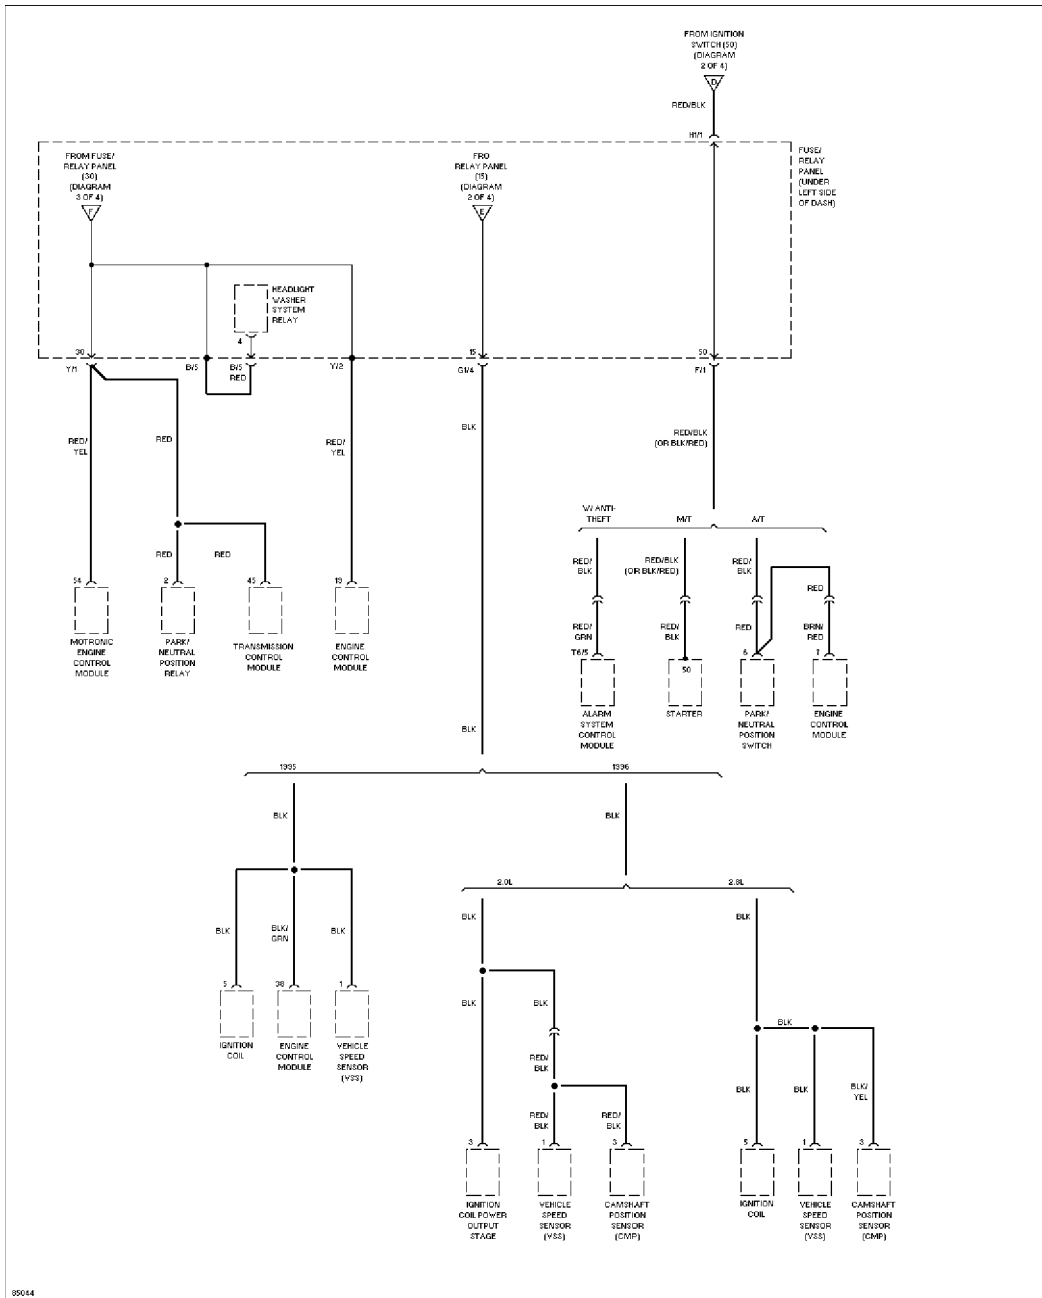 FROM IGNITION
SWITCH (50)
(DIAGRAM
2 OF 4)
D
RED/BLK
H1/1
FROM FUSE/
RELAY PANEL
(30)
(DIAGRAM
3 OF 4)
F
FRO
RELAY PANEL
(15)
(DIAGRAM
2 OF 4)
E
FUSE/
RELAY
PANEL
(UNDER
LEFT SIDE
OF DASH)
HEADLIGHT
WASHER
SYSTEM
RELAY
4
30
15
50
Y/1
B/5
B/5
RED
Y/2
G1/4
F/1
RED/
YEL
RED
RED/
YEL
BLK
RED/BLK
(OR BLK/RED)
W/ ANTI-
THEFT
M/T
A/T
RED
RED
RED/
BLK
RED/BLK
(OR BLK/RED)
RED/
BLK
RED
54
2
45
19
RED/
GRN
RED/
BLK
RED
BRN/
RED
MOTRONIC
ENGINE
CONTROL
MODULE
PARK/
NEUTRAL
POSITION
RELAY
TRANSMISSION
CONTROL
MODULE
ENGINE
CONTROL
MODULE
T6/5
50
6
7
ALARM
SYSTEM
CONTROL
MODULE
STARTER
PARK/
NEUTRAL
POSITION
SWITCH
ENGINE
CONTROL
MODULE
BLK
1995
1996
BLK
BLK
2.0L
2.8L
BLK
BLK/
GRN
BLK
BLK
BLK
5
38
1
IGNITION
COIL
ENGINE
CONTROL
MODULE
VEHICLE
SPEED
SENSOR
(VSS)
BLK
BLK
BLK
RED/
BLK
RED/
BLK
RED/
BLK
BLK
BLK
BLK/
YEL
3
1
3
5
1
3
IGNITION
COIL POWER
OUTPUT
STAGE
VEHICLE
SPEED
SENSOR
(VSS)
CAMSHAFT
POSITION
SENSOR
(CMP)
IGNITION
COIL
VEHICLE
SPEED
SENSOR
(VSS)
CAMSHAFT
POSITION
SENSOR
(CMP)
85044